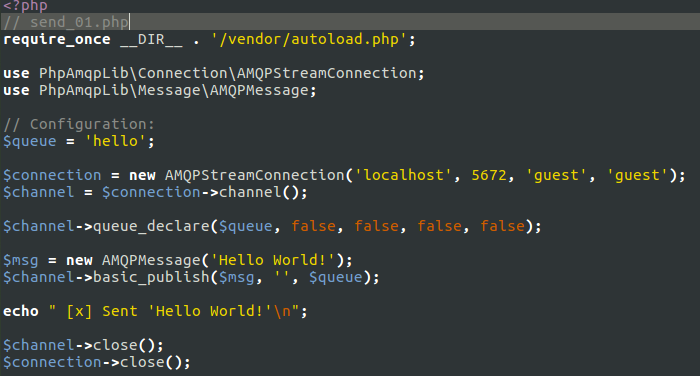 <?php
// send_01.php
require_once __DIR__ . '/vendor/autoload.php';
use PhpAmqpLib\Connection\AMQPStreamConnection;
use PhpAmqpLib\Message\AMQPMessage;
// Configuration:
$queue = 'hello';
$connection = new AMQPStreamConnection('localhost', 5672, 'guest', 'guest');
$channel = $connection->channel();
$channel->queue_declare($queue, false, false, false, false);
$msg = new AMQPMessage('Hello World!');
$channel->basic_publish($msg, '', $queue);
echo " [x] Sent 'Hello World!'\n";
$channel->close();
$connection->close();